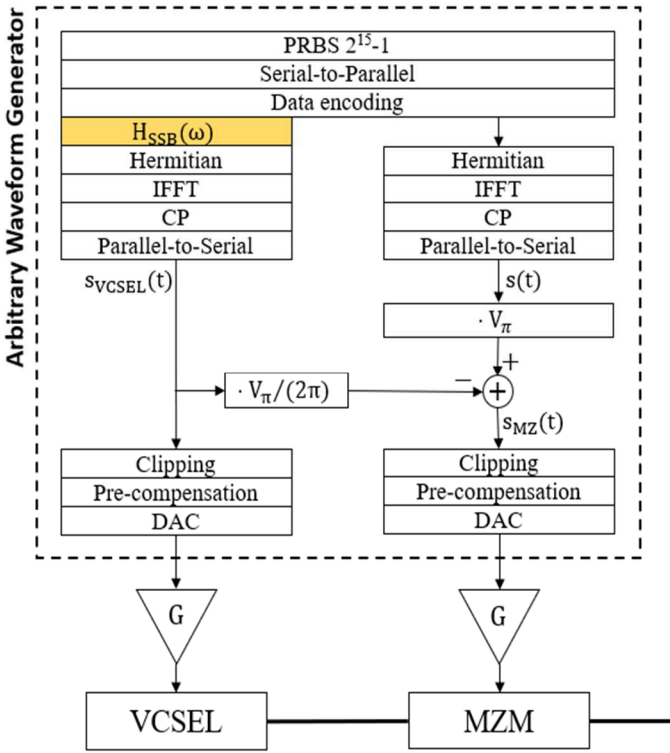 Arbitrary Waveform Generator
PRBS 2¹⁵-1
Serial-to-Parallel
Data encoding
H_SSB(ω)
Hermitian
IFFT
CP
Parallel-to-Serial
s_VCSEL(t)
Hermitian
IFFT
CP
Parallel-to-Serial
s(t)
· V_π
+
· V_π/(2π)
−
+
s_MZ(t)
Clipping
Pre-compensation
DAC
Clipping
Pre-compensation
DAC
G
G
VCSEL
MZM